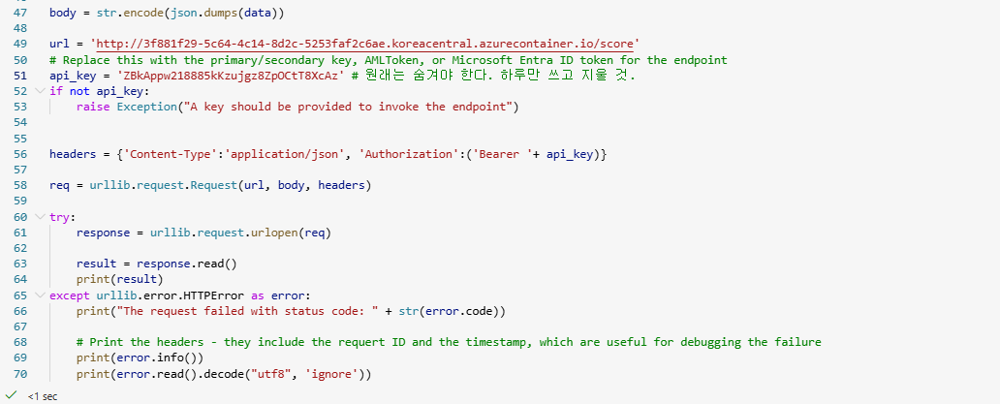 47 body = str.encode(json.dumps(data))
48
49 url = 'http://3f881f29-5c64-4c14-8d2c-5253faf2c6ae.koreacentral.azurecontainer.io/score'
50 # Replace this with the primary/secondary key, AMLToken, or Microsoft Entra ID token for the endpoint
51 api_key = 'ZBkAppw218885kKzujgz8ZpOCtT8XcAz' # 원래는 숨겨야 한다. 하루만 쓰고 지울 것.
52 if not api_key:
53     raise Exception("A key should be provided to invoke the endpoint")
54
55
56 headers = {'Content-Type':'application/json', 'Authorization':('Bearer '+ api_key)}
57
58 req = urllib.request.Request(url, body, headers)
59
60 try:
61     response = urllib.request.urlopen(req)
62
63     result = response.read()
64     print(result)
65 except urllib.error.HTTPError as error:
66     print("The request failed with status code: " + str(error.code))
67
68     # Print the headers - they include the requert ID and the timestamp, which are useful for debugging the failure
69     print(error.info())
70     print(error.read().decode("utf8", 'ignore'))
<1 sec